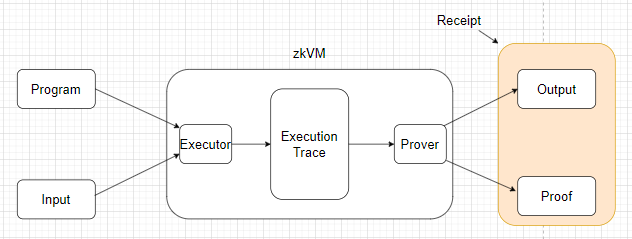 Receipt
zkVM
Program
Output
Executor
Execution
Trace
Prover
Input
Proof